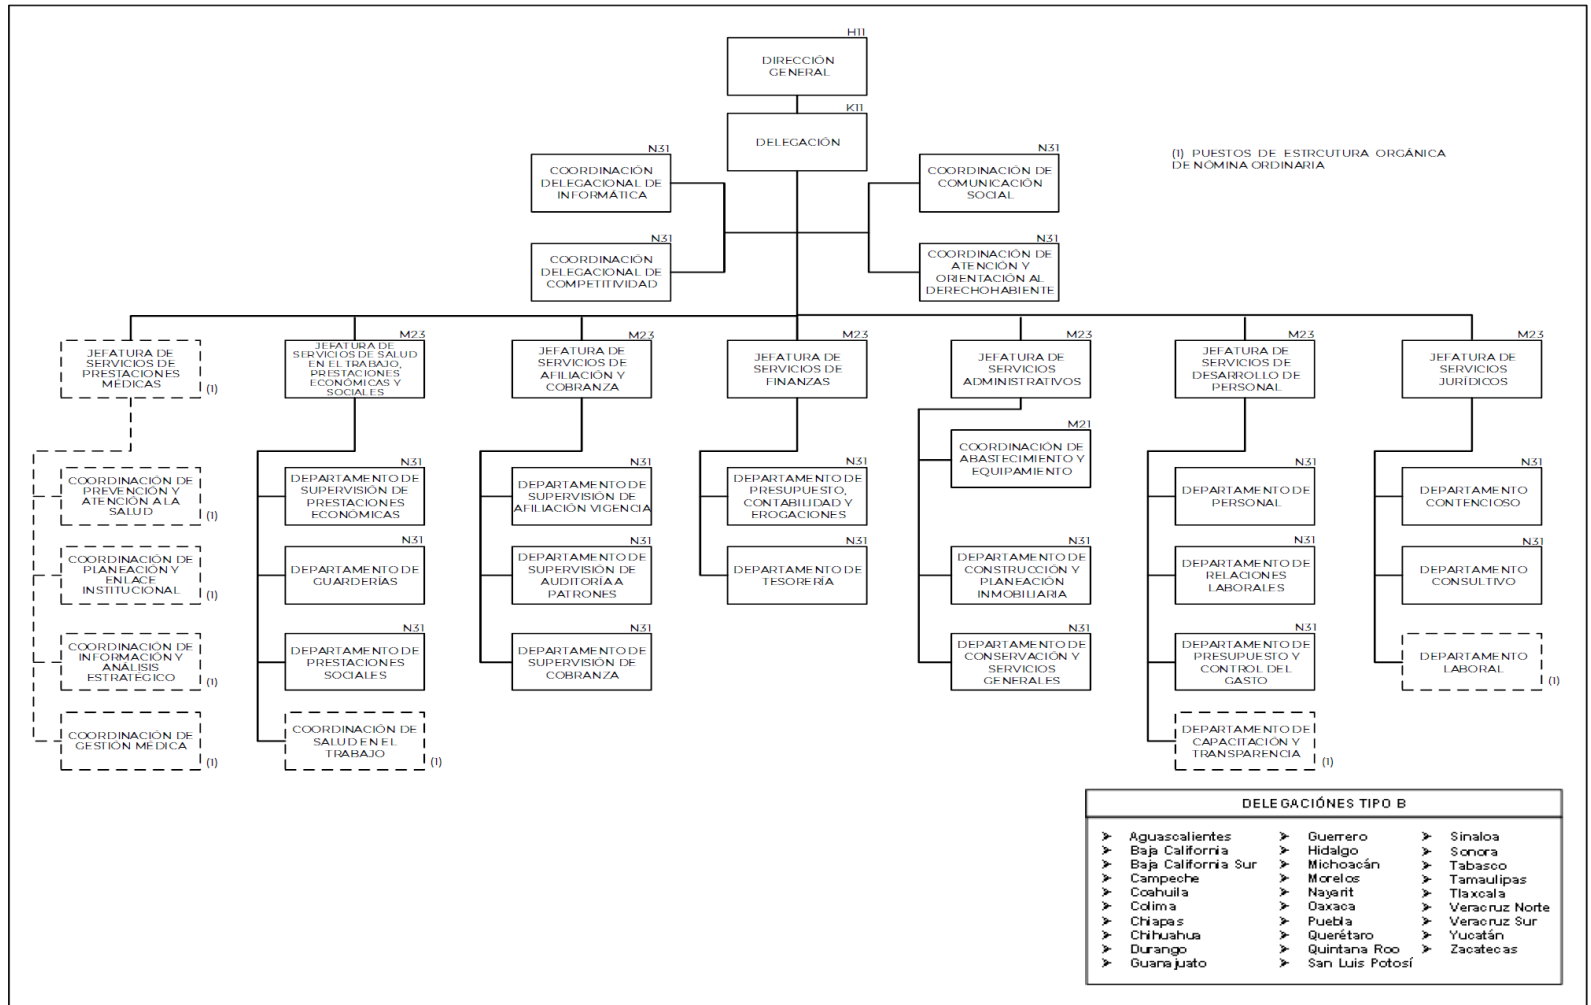 H11
DIRECCIÓN
GENERAL
K11
DELEGACIÓN
N31
COORDINACIÓN
DELEGACIONAL DE
INFORMÁTICA
N31
COORDINACIÓN DE
COMUNICACIÓN
SOCIAL
(1) PUESTOS DE ESTRCUTURA ORGÁNICA
DE NÓMINA ORDINARIA
N31
COORDINACIÓN
DELEGACIONAL DE
COMPETITIVIDAD
N31
COORDINACIÓN DE
ATENCIÓN Y
ORIENTACIÓN AL
DERECHOHABIENTE
JEFATURA DE
SERVICIOS DE
PRESTACIONES
MÉDICAS
(1)
M23
JEFATURA DE
SERVICIOS DE SALUD
EN EL TRABAJO,
PRESTACIONES
ECONÓMICAS Y
SOCIALES
M23
JEFATURA DE
SERVICIOS DE
AFILIACIÓN Y
COBRANZA
M23
JEFATURA DE
SERVICIOS DE
FINANZAS
M23
JEFATURA DE
SERVICIOS
ADMINISTRATIVOS
M23
JEFATURA DE
SERVICIOS DE
DESARROLLO DE
PERSONAL
M23
JEFATURA DE
SERVICIOS
JURÍDICOS
COORDINACIÓN DE
PREVENCIÓN Y
ATENCIÓN A LA
SALUD
(1)
COORDINACIÓN DE
PLANEACIÓN Y
ENLACE
INSTITUCIONAL
(1)
COORDINACIÓN DE
INFORMACIÓN Y
ANÁLISIS
ESTRATÉGICO
(1)
COORDINACIÓN DE
GESTIÓN MÉDICA
(1)
N31
DEPARTAMENTO DE
SUPERVISIÓN DE
PRESTACIONES
ECONÓMICAS
N31
DEPARTAMENTO DE
GUARDERÍAS
N31
DEPARTAMENTO DE
PRESTACIONES
SOCIALES
COORDINACIÓN DE
SALUD EN EL
TRABAJO
(1)
N31
DEPARTAMENTO DE
SUPERVISIÓN DE
AFILIACIÓN VIGENCIA
N31
DEPARTAMENTO DE
SUPERVISIÓN DE
AUDITORÍA A
PATRONES
N31
DEPARTAMENTO DE
SUPERVISIÓN DE
COBRANZA
N31
DEPARTAMENTO DE
PRESUPUESTO,
CONTABILIDAD Y
EROGACIONES
N31
DEPARTAMENTO DE
TESORERÍA
M21
COORDINACIÓN DE
ABASTECIMIENTO Y
EQUIPAMIENTO
N31
DEPARTAMENTO DE
CONSTRUCCIÓN Y
PLANEACIÓN
INMOBILIARIA
N31
DEPARTAMENTO DE
CONSERVACIÓN Y
SERVICIOS
GENERALES
N31
DEPARTAMENTO DE
PERSONAL
N31
DEPARTAMENTO DE
RELACIONES
LABORALES
N31
DEPARTAMENTO DE
PRESUPUESTO Y
CONTROL DEL
GASTO
DEPARTAMENTO DE
CAPACITACIÓN Y
TRANSPARENCIA
(1)
N31
DEPARTAMENTO
CONTENCIOSO
N31
DEPARTAMENTO
CONSULTIVO
DEPARTAMENTO
LABORAL
(1)
DELEGACIÓNES TIPO B
➢ Aguascalientes
➢ Baja California
➢ Baja California Sur
➢ Campeche
➢ Coahuila
➢ Colima
➢ Chiapas
➢ Chihuahua
➢ Durango
➢ Guanajuato
➢ Guerrero
➢ Hidalgo
➢ Michoacán
➢ Morelos
➢ Nayarit
➢ Oaxaca
➢ Puebla
➢ Querétaro
➢ Quintana Roo
➢ San Luis Potosí
➢ Sinaloa
➢ Sonora
➢ Tabasco
➢ Tamaulipas
➢ Tlaxcala
➢ Veracruz Norte
➢ Veracruz Sur
➢ Yucatán
➢ Zacatecas